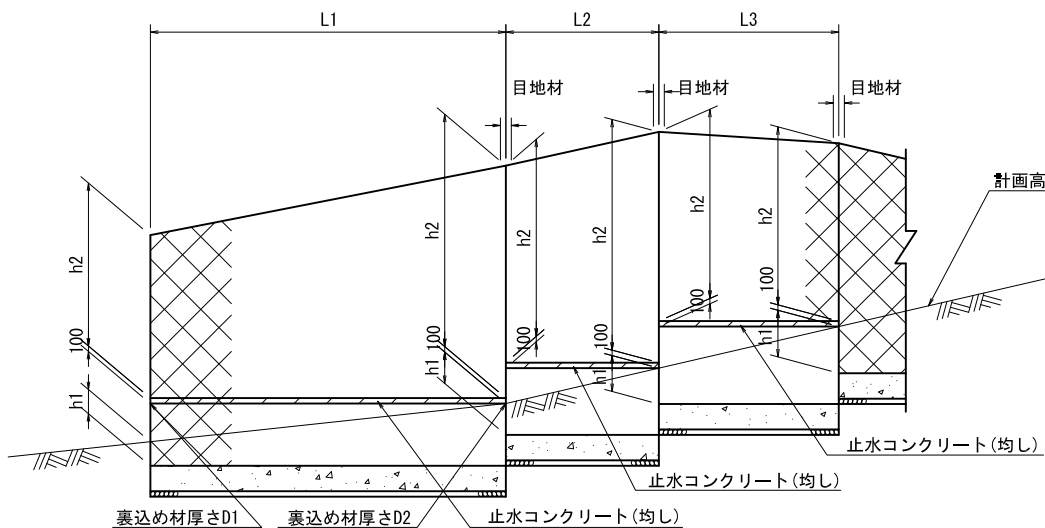 L1
L2
L3
目地材
目地材
目地材
計画高
h2
h2
h2
h2
h2
h2
100
100
100
100
100
100
h1
h1
h1
h1
止水コンクリート(均し)
止水コンクリート(均し)
裏込め材厚さD1
裏込め材厚さD2
止水コンクリート(均し)